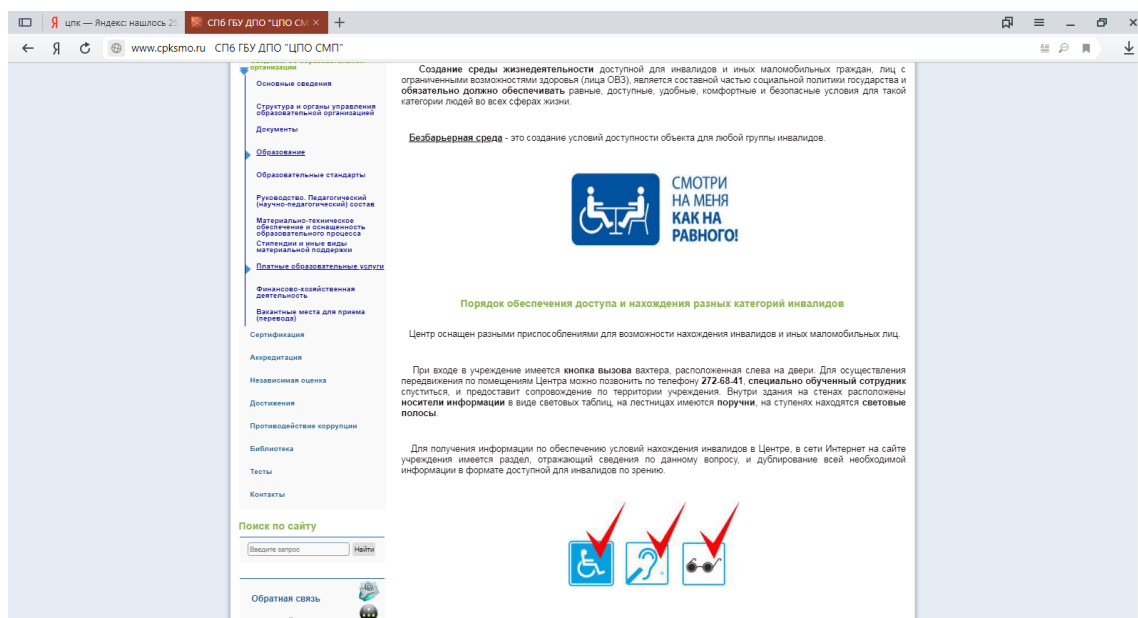 Я цпк — Яндекс: нашлось 25
СПб ГБУ ДПО "ЦПО СМ
www.cpksmo.ru СПб ГБУ ДПО "ЦПО СМП"
организации
Основные сведения
Структура и органы управления
образовательной организацией
Документы
Образование
Образовательные стандарты
Руководство. Педагогический
(научно-педагогический) состав
Материально-техническое
обеспечение и оснащенность
образовательного процесса
Стипендии и иные виды
материальной поддержки
Платные образовательные услуги
Финансово-хозяйственная
деятельность
Вакантные места для приема
(перевода)
Сертификация
Аккредитация
Независимая оценка
Достижения
Противодействие коррупции
Библиотека
Тесты
Контакты
Поиск по сайту
Введите запрос
Найти
Обратная связь
Создание среды жизнедеятельности доступной для инвалидов и иных маломобильных граждан, лиц с
ограниченными возможностями здоровья (лица ОВЗ), является составной частью социальной политики государства и
обязательно должно обеспечивать равные, доступные, удобные, комфортные и безопасные условия для такой
категории людей во всех сферах жизни.
Безбарьерная среда - это создание условий доступности объекта для любой группы инвалидов.
СМОТРИ
НА МЕНЯ
КАК НА
РАВНОГО!
Порядок обеспечения доступа и нахождения разных категорий инвалидов
Центр оснащен разными приспособлениями для возможности нахождения инвалидов и иных маломобильных лиц.
При входе в учреждение имеется кнопка вызова вахтера, расположенная слева на двери. Для осуществления
передвижения по помещениям Центра можно позвонить по телефону 272-68-41, специально обученный сотрудник
спуститься, и предоставит сопровождение по территории учреждения. Внутри здания на стенах расположены
носители информации в виде световых таблиц, на лестницах имеются поручни, на ступенях находятся световые
полосы.
Для получения информации по обеспечению условий нахождения инвалидов в Центре, в сети Интернет на сайте
учреждения имеется раздел, отражающий сведения по данному вопросу, и дублирование всей необходимой
информации в формате доступной для инвалидов по зрению.